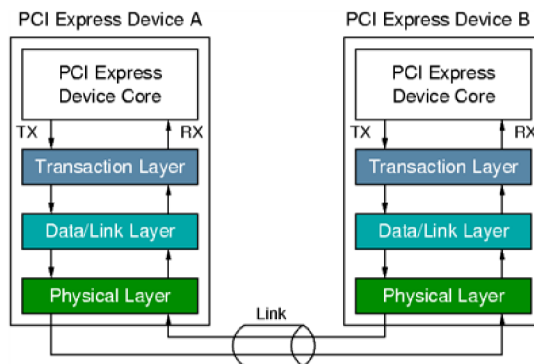 PCI Express Device A
PCI Express
Device Core
TX
RX
Transaction Layer
Data/Link Layer
Physical Layer
Link
PCI Express Device B
PCI Express
Device Core
TX
RX
Transaction Layer
Data/Link Layer
Physical Layer